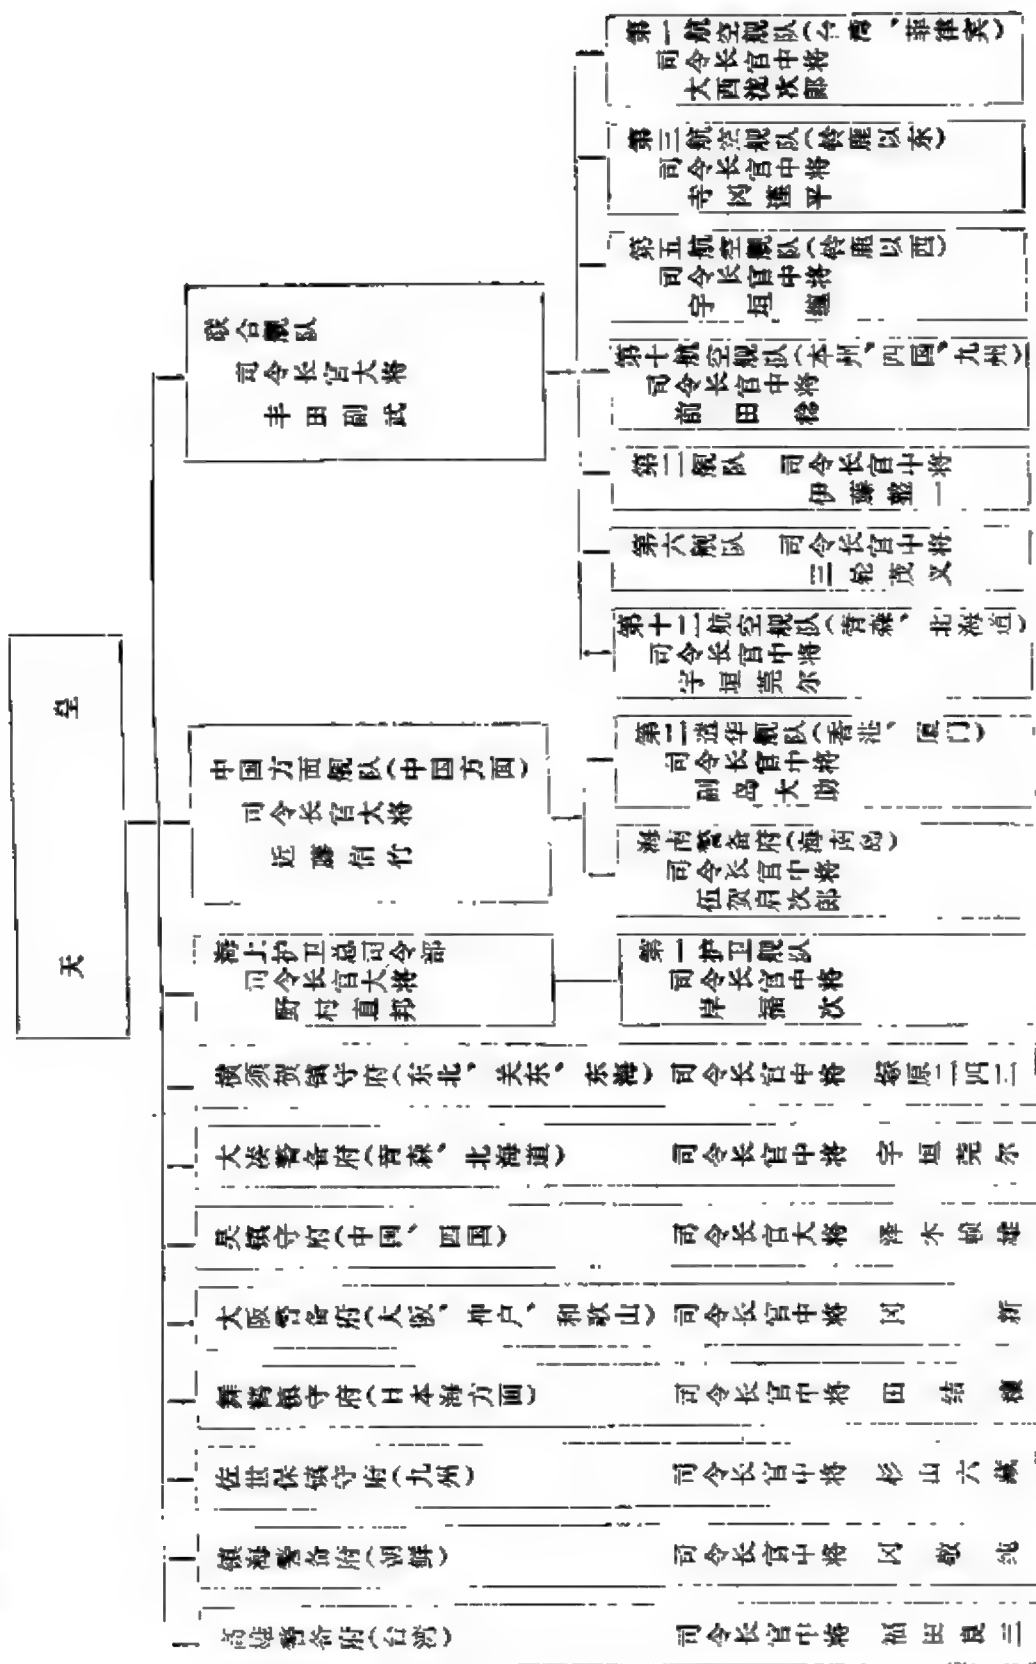 天皇
联合舰队
司令长官大将
丰田副武
第一航空舰队(台湾、菲律宾)
司令长官中将
大西泷次郎
第三航空舰队(铃鹿以东)
司令长官中将
寺冈谨平
第五航空舰队(铃鹿以西)
司令长官中将
宇垣缠
第十航空舰队(本州、四国、九州)
司令长官中将
前田稔
第二舰队 司令长官中将
伊藤整一
第六舰队 司令长官中将
三轮茂义
第十二航空舰队(青森、北海道)
司令长官中将
宇垣莞尔
中国方面舰队(中国方面)
司令长官大将
近藤信竹
第二遣华舰队(香港、厦门)
司令长官中将
副岛大助
海南警备府(海南岛)
司令长官中将
伍贺启次郎
海上护卫总司令部
司令长官大将
野村直邦
第一护卫舰队
司令长官中将
岸福次
横须贺镇守府(东北、关东、东海) 司令长官中将 塚原二四三
大凑警备府(青森、北海道) 司令长官中将 宇垣莞尔
吴镇守府(中国、四国) 司令长官大将 泽本赖雄
大阪警备府(大阪、神户、和歌山) 司令长官中将 冈新
舞鹤镇守府(日本海方面) 司令长官中将 田结穰
佐世保镇守府(九州) 司令长官中将 杉山六藏
镇海警备府(朝鲜) 司令长官中将 冈敬纯
高雄警备府(台湾) 司令长官中将 福田良三